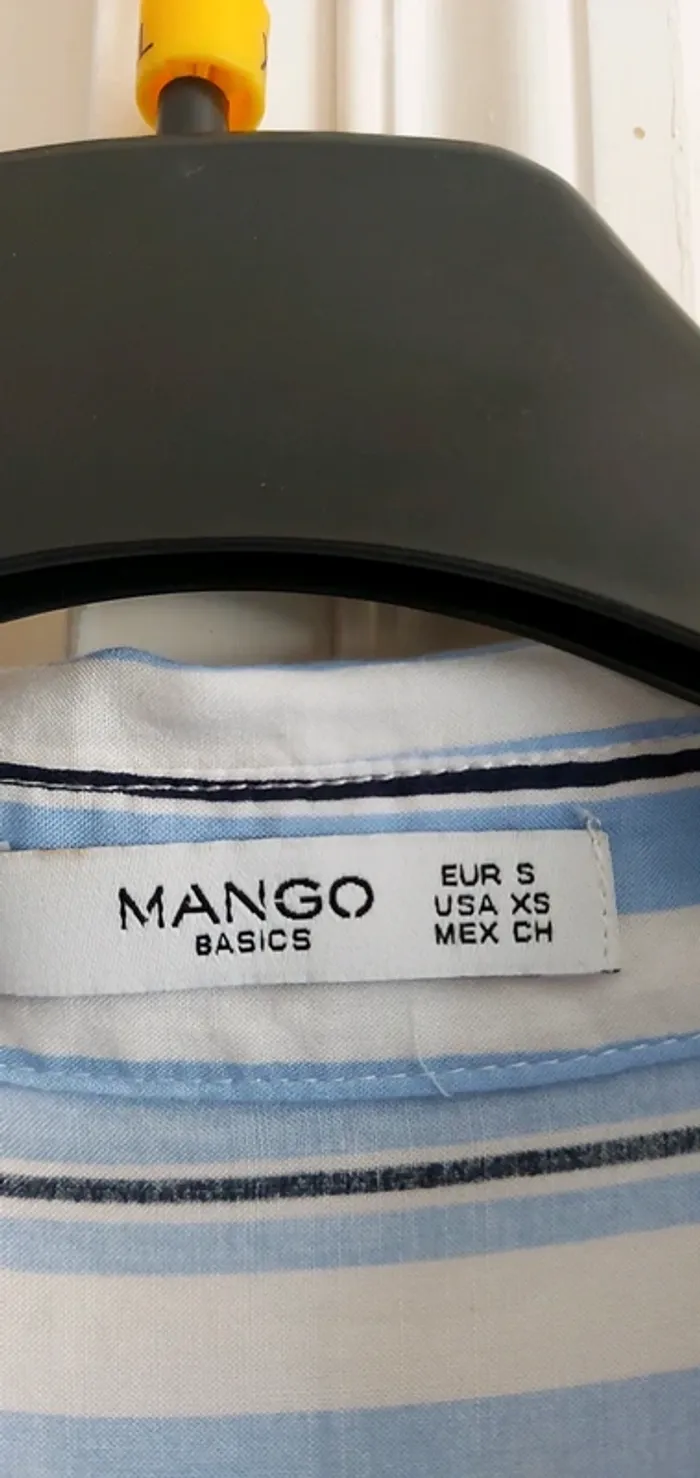 MANGO
BASICS
EUR S
USA XS
MEX CH